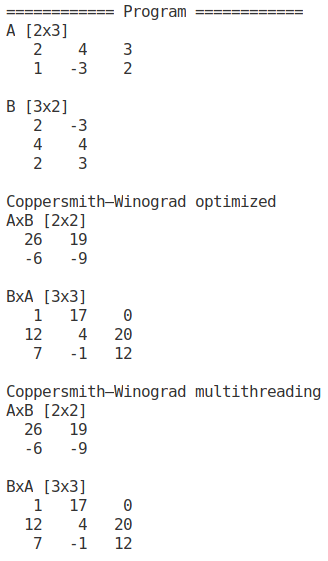 ============ Program ============
A [2x3]
   2    4    3
   1   -3    2

B [3x2]
   2   -3
   4    4
   2    3

Coppersmith–Winograd optimized
AxB [2x2]
  26   19
  -6   -9

BxA [3x3]
   1   17    0
  12    4   20
   7   -1   12

Coppersmith–Winograd multithreading
AxB [2x2]
  26   19
  -6   -9

BxA [3x3]
   1   17    0
  12    4   20
   7   -1   12